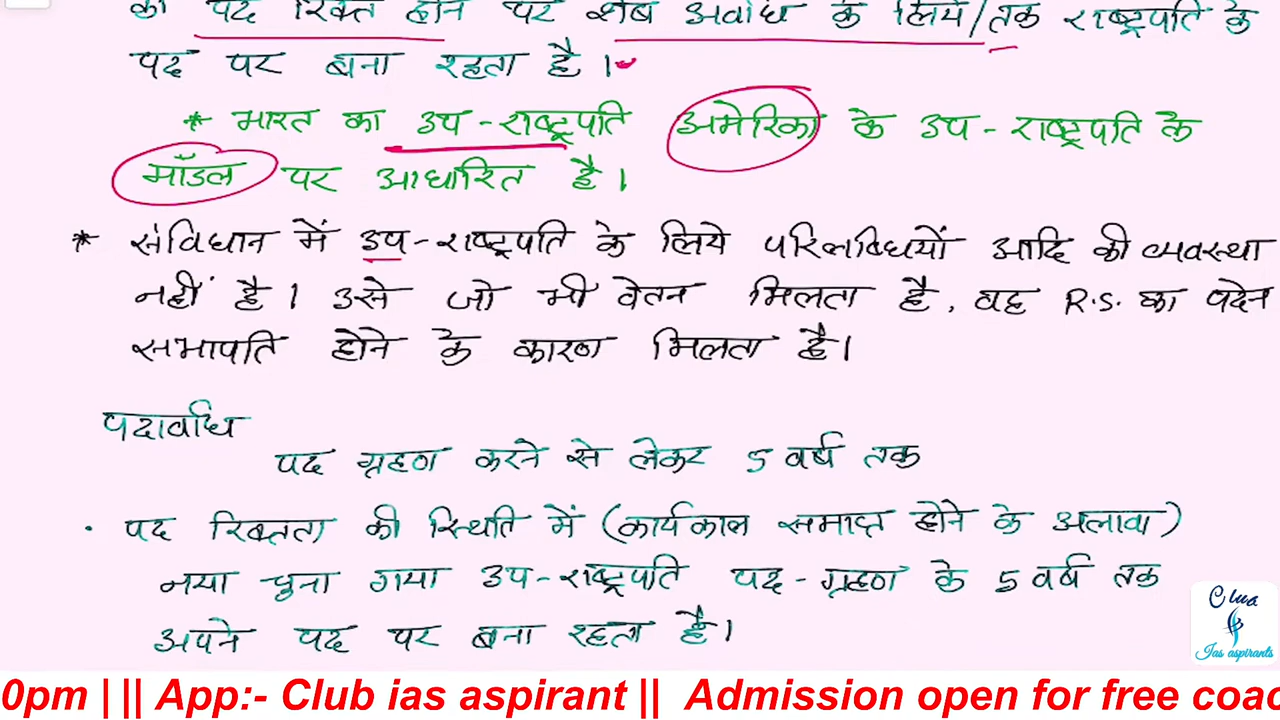 का पद रिक्त होने पर शेष अवधि के लिये/तक राष्ट्रपति के
पद पर बना रहता है।
* भारत का उप-राष्ट्रपति अमेरिका के उप-राष्ट्रपति के
मॉडल पर आधारित है।
* संविधान में उप-राष्ट्रपति के लिये परिलब्धियों आदि की व्यवस्था
नहीं है। उसे जो भी वेतन मिलता है, वह R.S. का पदेन
सभापति होने के कारण मिलता है।
पदावधि
पद ग्रहण करने से लेकर 5 वर्ष तक
· पद रिक्तता की स्थिति में (कार्यकाल समाप्त होने के अलावा)
नया चुना गया उप-राष्ट्रपति पद-ग्रहण के 5 वर्ष तक
अपने पद पर बना रहता है।
Club
Ias aspirants
0pm | || App:- Club ias aspirant || Admission open for free coac